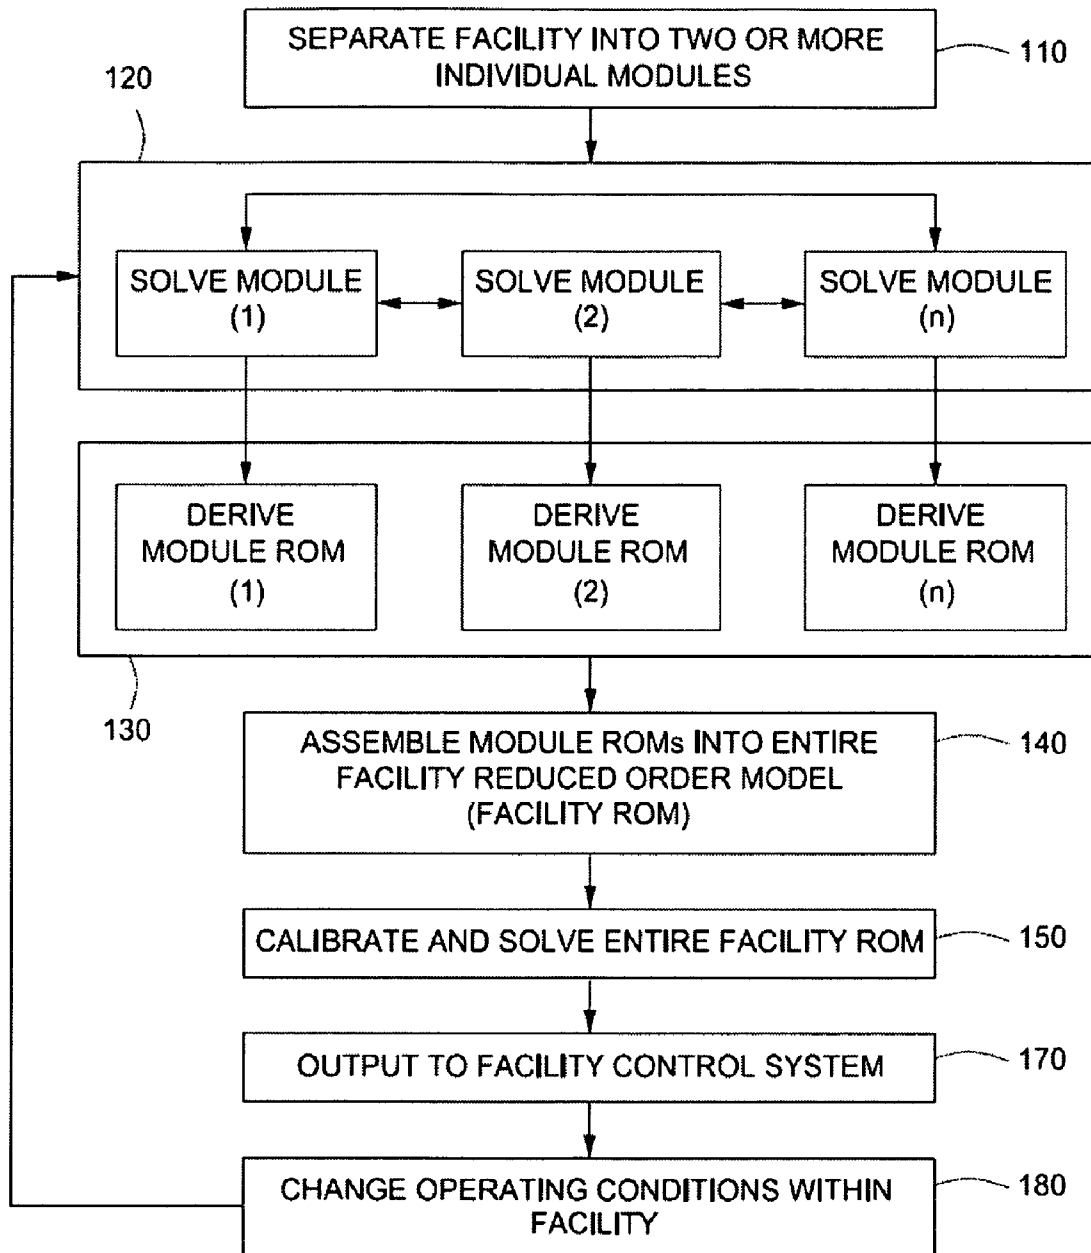 SEPARATE FACILITY INTO TWO OR MORE
INDIVIDUAL MODULES
110
120
SOLVE MODULE
(1)
SOLVE MODULE
(2)
SOLVE MODULE
(n)
DERIVE
MODULE ROM
(1)
DERIVE
MODULE ROM
(2)
DERIVE
MODULE ROM
(n)
130
ASSEMBLE MODULE ROMs INTO ENTIRE
FACILITY REDUCED ORDER MODEL
(FACILITY ROM)
140
CALIBRATE AND SOLVE ENTIRE FACILITY ROM
150
OUTPUT TO FACILITY CONTROL SYSTEM
170
CHANGE OPERATING CONDITIONS WITHIN
FACILITY
180